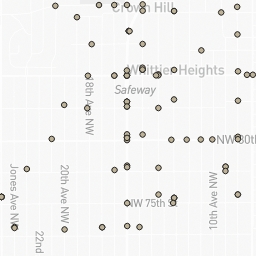 Crown Hill
Whittier Heights
Safeway
8th Ave NW
NW 80th
Jones Ave NW
20th Ave NW
10th Ave NW
NW 75th S
22nd